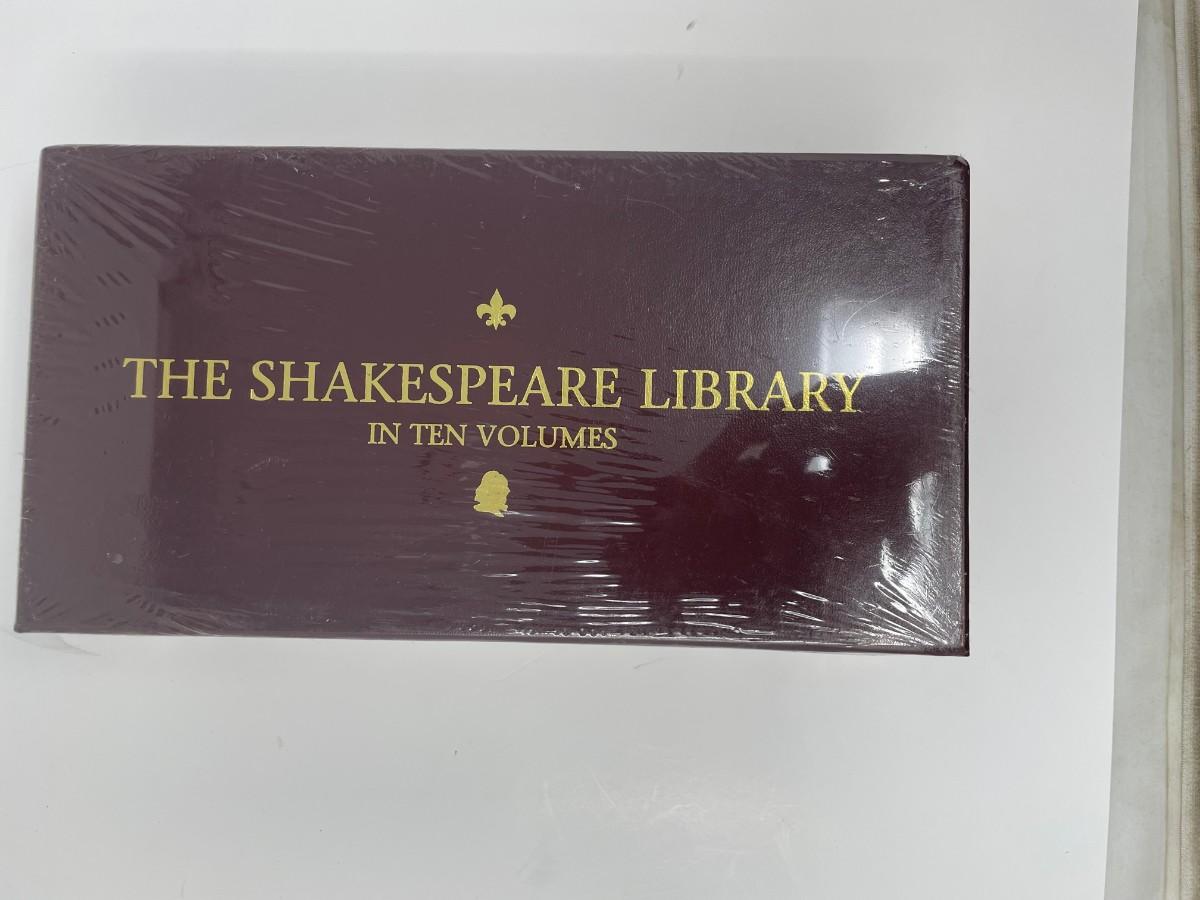 THE SHAKESPEARE LIBRARY
IN TEN VOLUMES